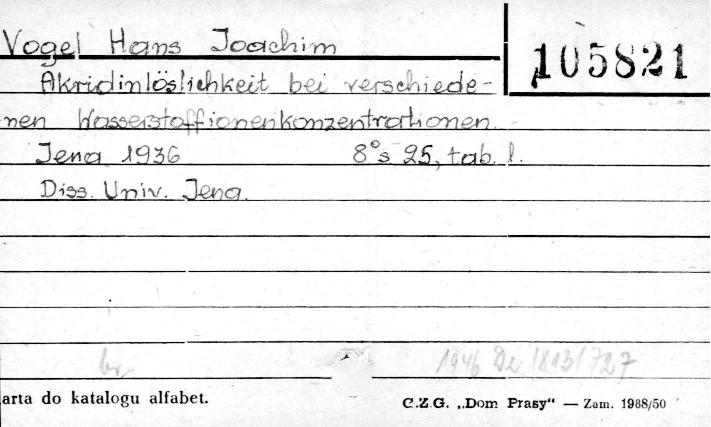 Vogel Hans Joachim
105821
Akridinlöslichkeit bei verschiede-
nen Wasserstoffionenkonzentrationen.
Jena 1936 8°s 25, tab. 1.
Diss. Univ. Jena.
1946 De
arta do katalogu alfabet.
C.Z.G. „Dom Prasy" — Zam. 1988/50